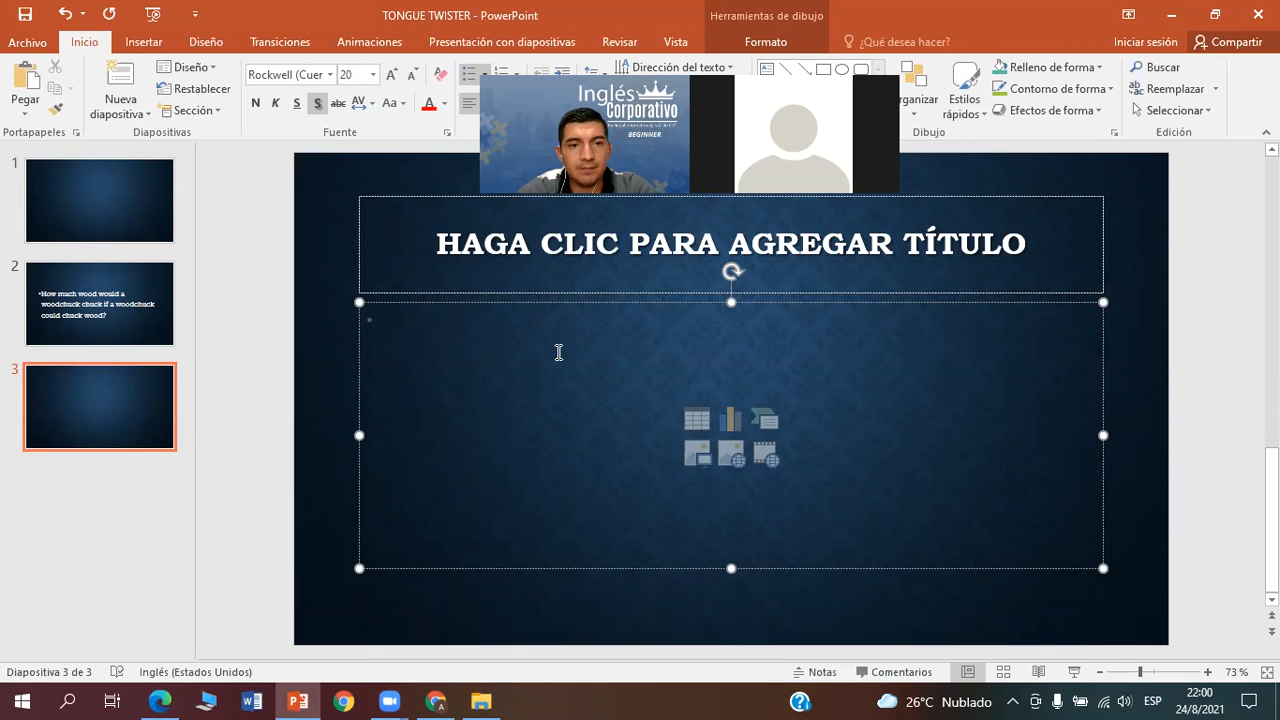 TONGUE TWISTER - PowerPoint
Herramientas de dibujo
Archivo
Inicio
Insertar
Diseño
Transiciones
Animaciones
Presentación con diapositivas
Revisar
Vista
Formato
¿Qué desea hacer?
Iniciar sesión
Compartir
Pegar
Portapapeles
Nueva
diapositiva
Diseño
Restablecer
Sección
Diapositivas
Rockwell (Cuer
20
N
K
S
S
abc
AV
Aa
A
Fuente
Dirección del texto
Inglés
Corporativo
BEGINNER
Organizar
Estilos
rápidos
Relleno de forma
Contorno de forma
Efectos de forma
Dibujo
Buscar
Reemplazar
Seleccionar
Edición
1
2
•How much wood would a
woodchuck chuck if a woodchuck
could chuck wood?
3
HAGA CLIC PARA AGREGAR TÍTULO
Diapositiva 3 de 3
Inglés (Estados Unidos)
Notas
Comentarios
73 %
26°C Nublado
ESP
22:00
24/8/2021